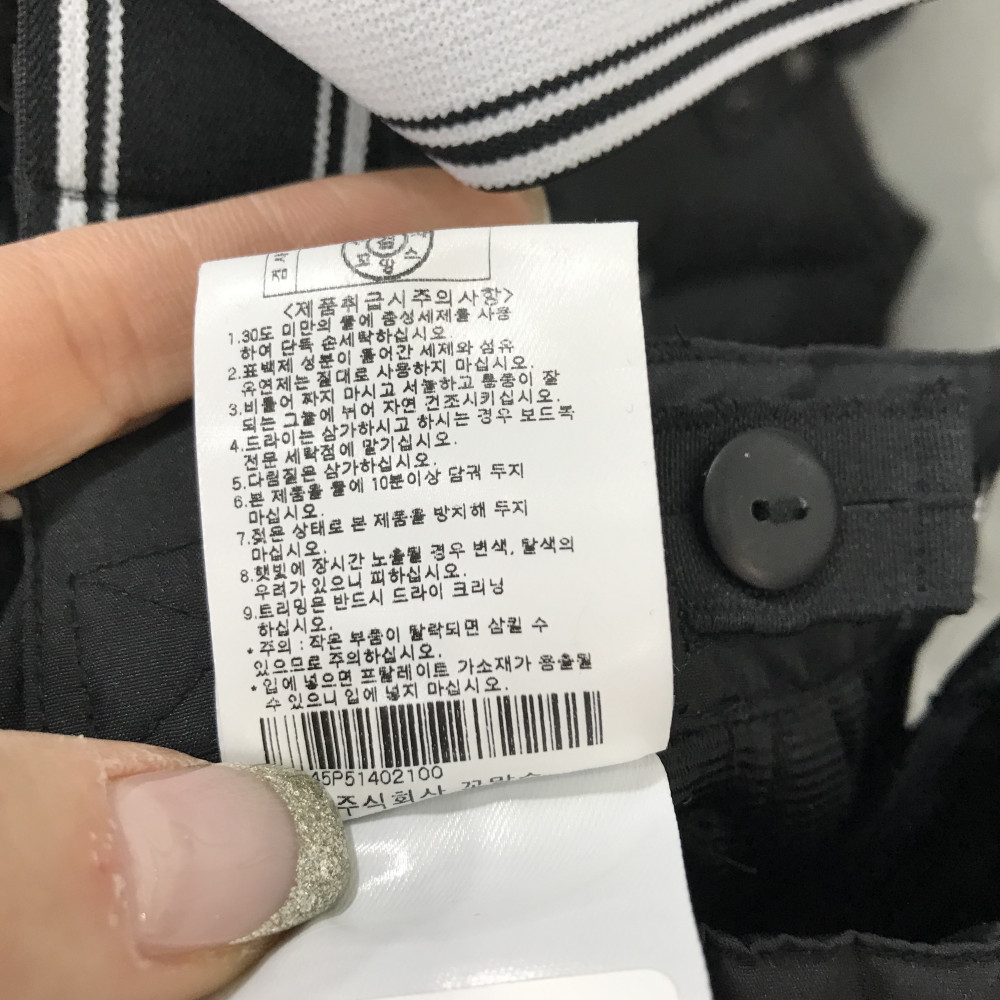 검사
<제품취급시주의사항>
1.30도 미만의 물에 중성세제를 사용
하여 단독 손세탁하십시오.
2.표백제 성분이 들어간 세제와 섬유
유연제는 절대로 사용하지 마십시오.
3.비틀어 짜지 마시고 서늘하고 통풍이 잘
되는 그늘에 뉘어 자연 건조시키십시오.
4.드라이는 삼가하시고 하시는 경우 모드복
전문 세탁점에 맡기십시오.
5.다림질은 삼가하십시오.
6.본 제품을 물에 10분이상 담궈 두지
마십시오.
7.젖은 상태로 본 제품을 방치해 두지
마십시오.
8.햇빛에 장시간 노출될 경우 변색, 탈색의
우려가 있으니 피하십시오.
9.트리밍은 반드시 드라이 크리닝
하십시오.
* 주의 : 작은 부품이 탈락되면 삼킬 수
있으므로 주의하십시오.
* 입에 넣으면 프탈레이트 가소제가 용출될
수 있으니 입에 넣지 마십시오.
45P51402100
주식회사